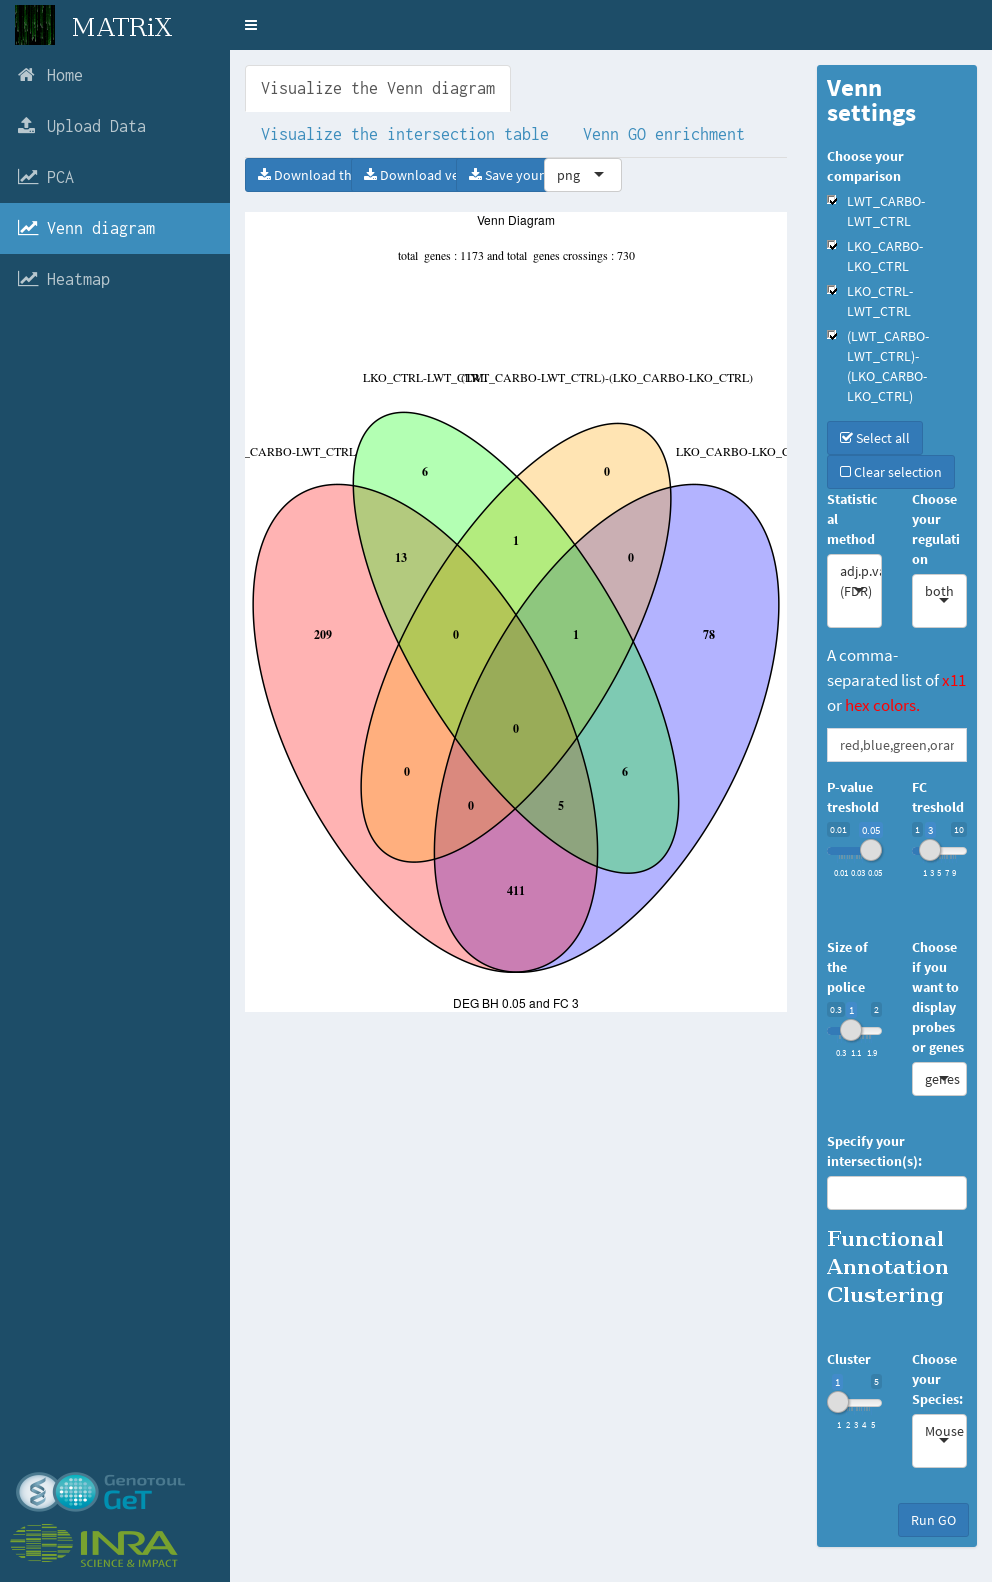 MATRiX
Home
Upload Data
PCA
Venn diagram
Heatmap
Genotoul
GeT
INRA
SCIENCE & IMPACT
Visualize the Venn diagram
Visualize the intersection table
Venn GO enrichment
Download th
Download ve
Save your
png
Venn Diagram
total genes : 1173 and total genes crossings : 730
LKO_CTRL-LWT_CTRL
(LWT_CARBO-LWT_CTRL)-(LKO_CARBO-LKO_CTRL)
_CARBO-LWT_CTRL
LKO_CARBO-LKO_C
6
0
1
13
0
209
0
1
78
0
0
6
0
5
411
DEG BH 0.05 and FC 3
Venn
settings
Choose your
comparison
LWT_CARBO-
LWT_CTRL
LKO_CARBO-
LKO_CTRL
LKO_CTRL-
LWT_CTRL
(LWT_CARBO-
LWT_CTRL)-
(LKO_CARBO-
LKO_CTRL)
Select all
Clear selection
Statistic
al
method
adj.p.va
(FDR)
Choose
your
regulati
on
both
A comma-
separated list of x11
or hex colors.
red,blue,green,oran
P-value
treshold
0.01 0.05
0.01 0.03 0.05
FC
treshold
1 3 10
1 3 5 7 9
Size of
the
police
0.3 1 2
0.3 1.1 1.9
Choose
if you
want to
display
probes
or genes
genes
Specify your
intersection(s):
Functional
Annotation
Clustering
Cluster
1 5
1 2 3 4 5
Choose
your
Species:
Mouse
Run GO